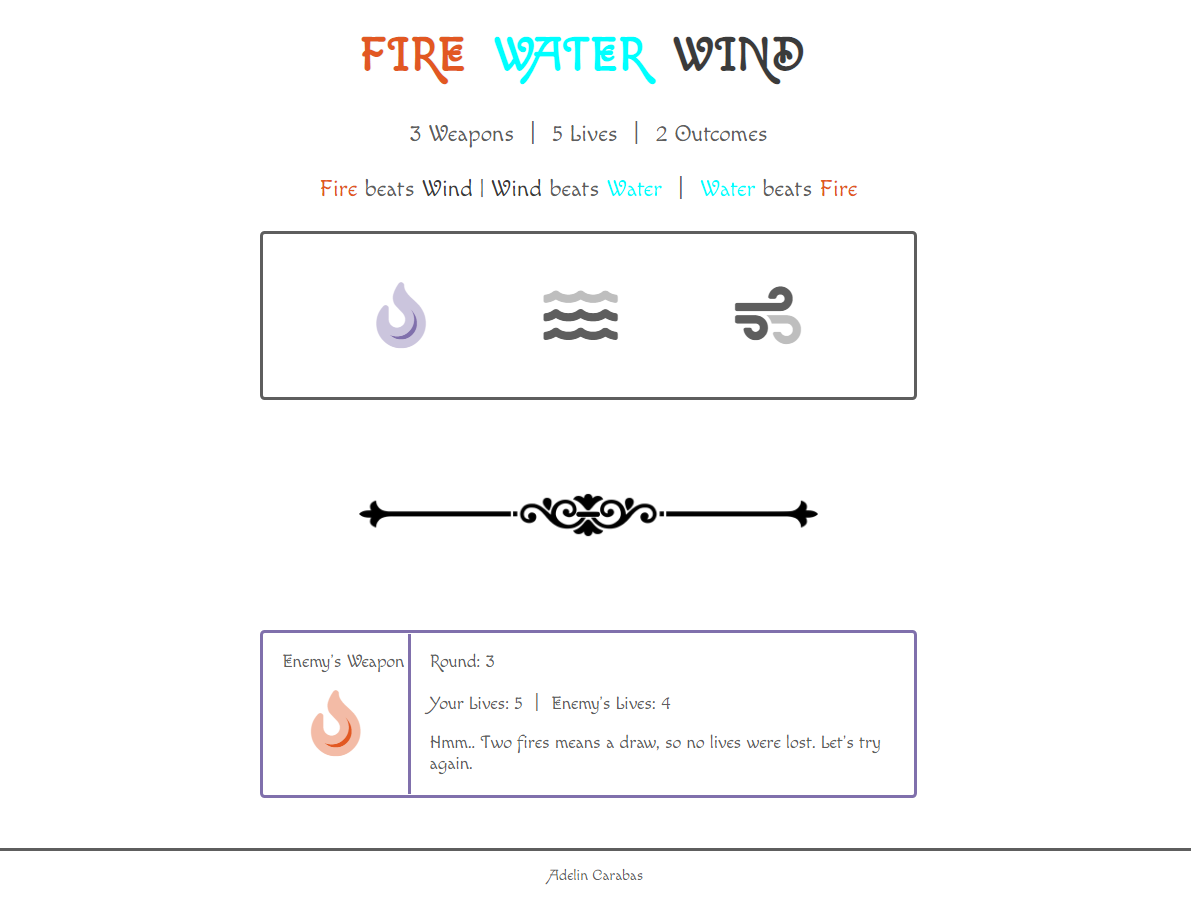 FIRE WATER WIND
3 Weapons | 5 Lives | 2 Outcomes
Fire beats Wind | Wind beats Water | Water beats Fire
Enemy's Weapon
Round: 3
Your Lives: 5 | Enemy's Lives: 4
Hmm.. Two fires means a draw, so no lives were lost. Let's try
again.
Adelin Carabas